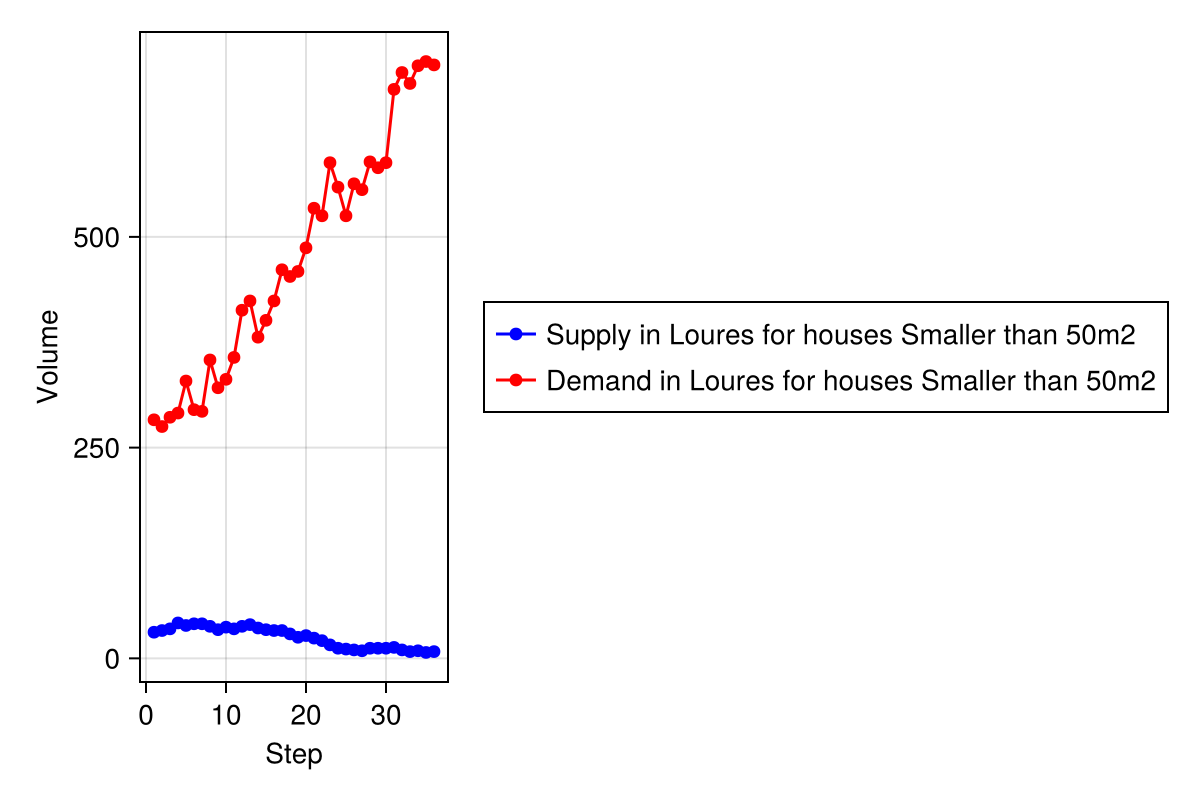 Volume
500
250
0
0 10 20 30
Step
Supply in Loures for houses Smaller than 50m2
Demand in Loures for houses Smaller than 50m2